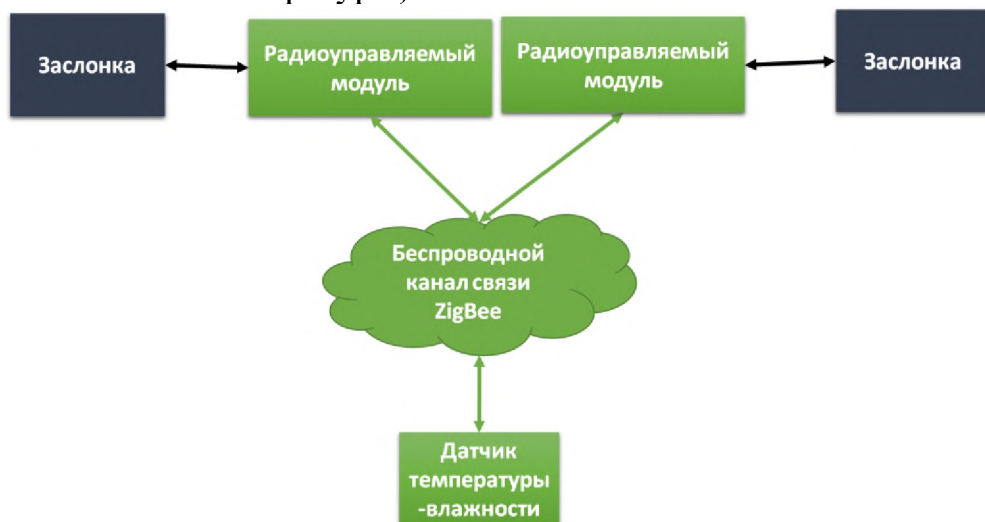 Заслонка
Радиоуправляемый
модуль
Радиоуправляемый
модуль
Заслонка
Беспроводной
канал связи
ZigBee
Датчик
температуры
-влажности